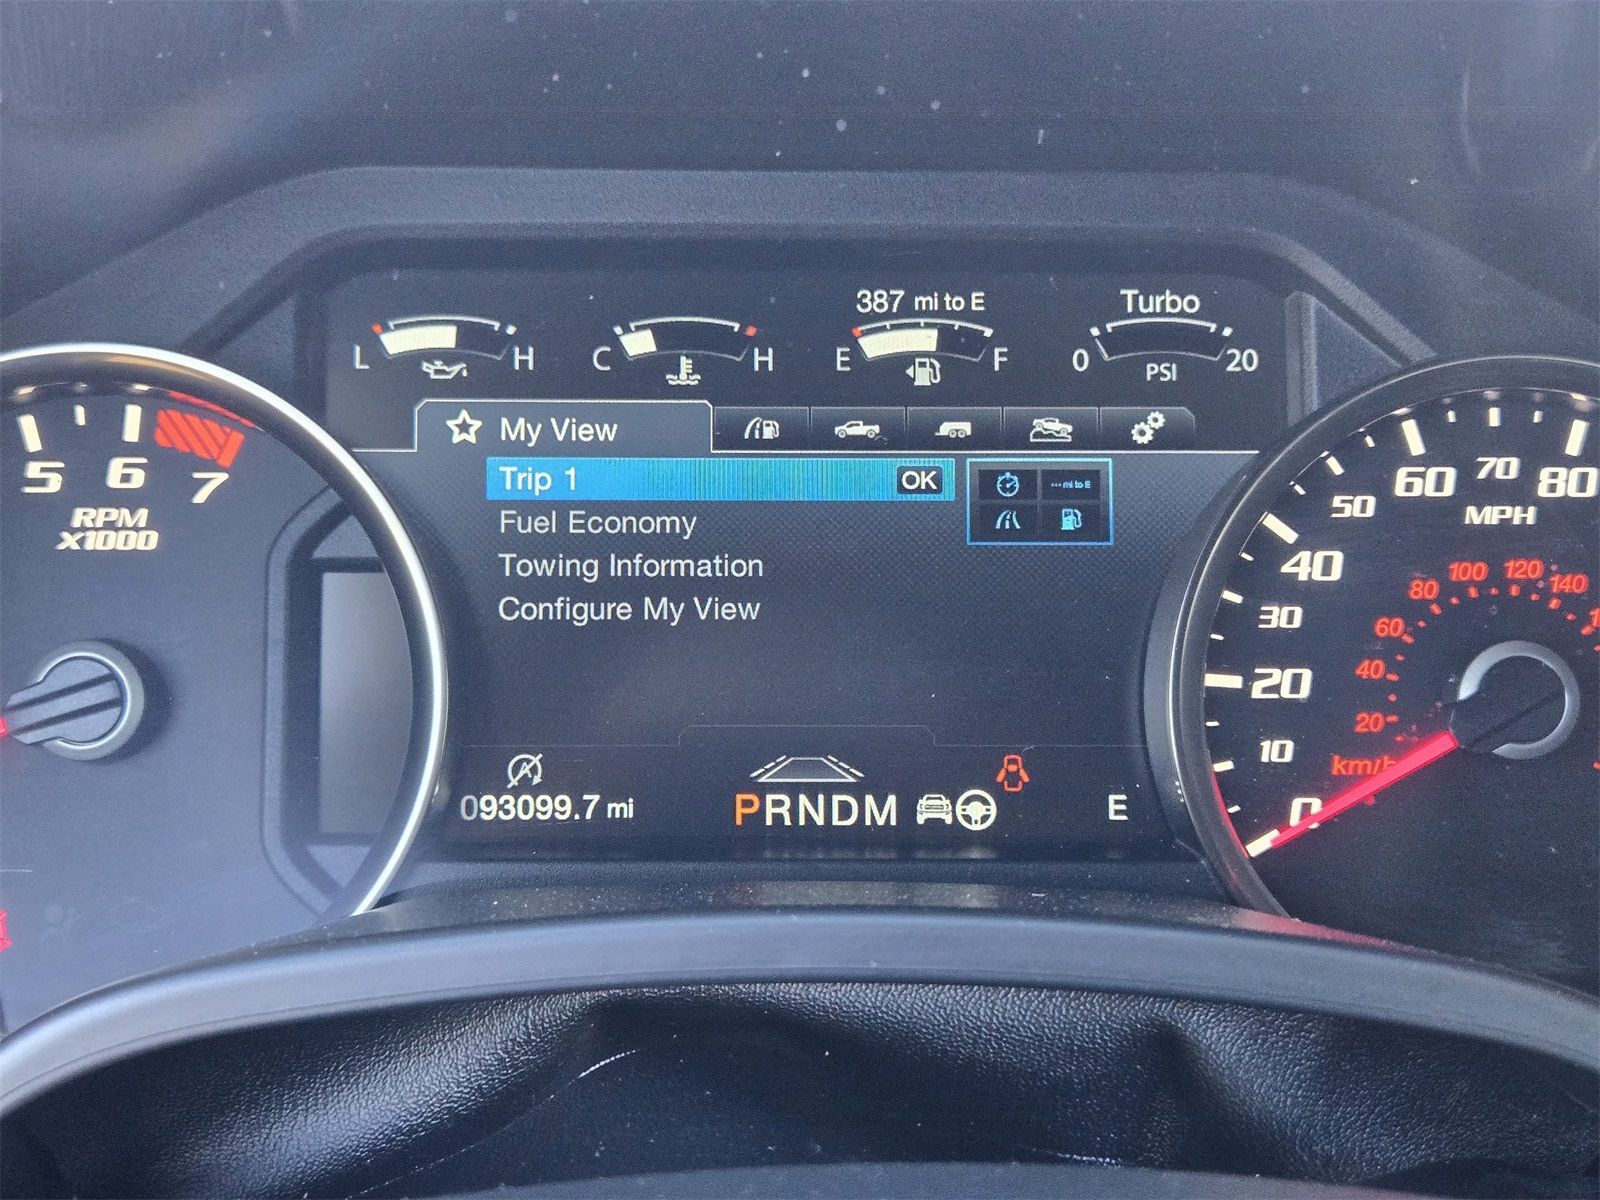 387 mi to E
Turbo
L H
C H
E F
0 20
PSI
My View
Trip 1 OK
--- mi to E
Fuel Economy
Towing Information
Configure My View
093099.7 mi
PRNDM
E
5 6 7
RPM
X1000
0 10 20 30 40 50 60 70 80
MPH
20 40 60 80 100 120 140
km/h